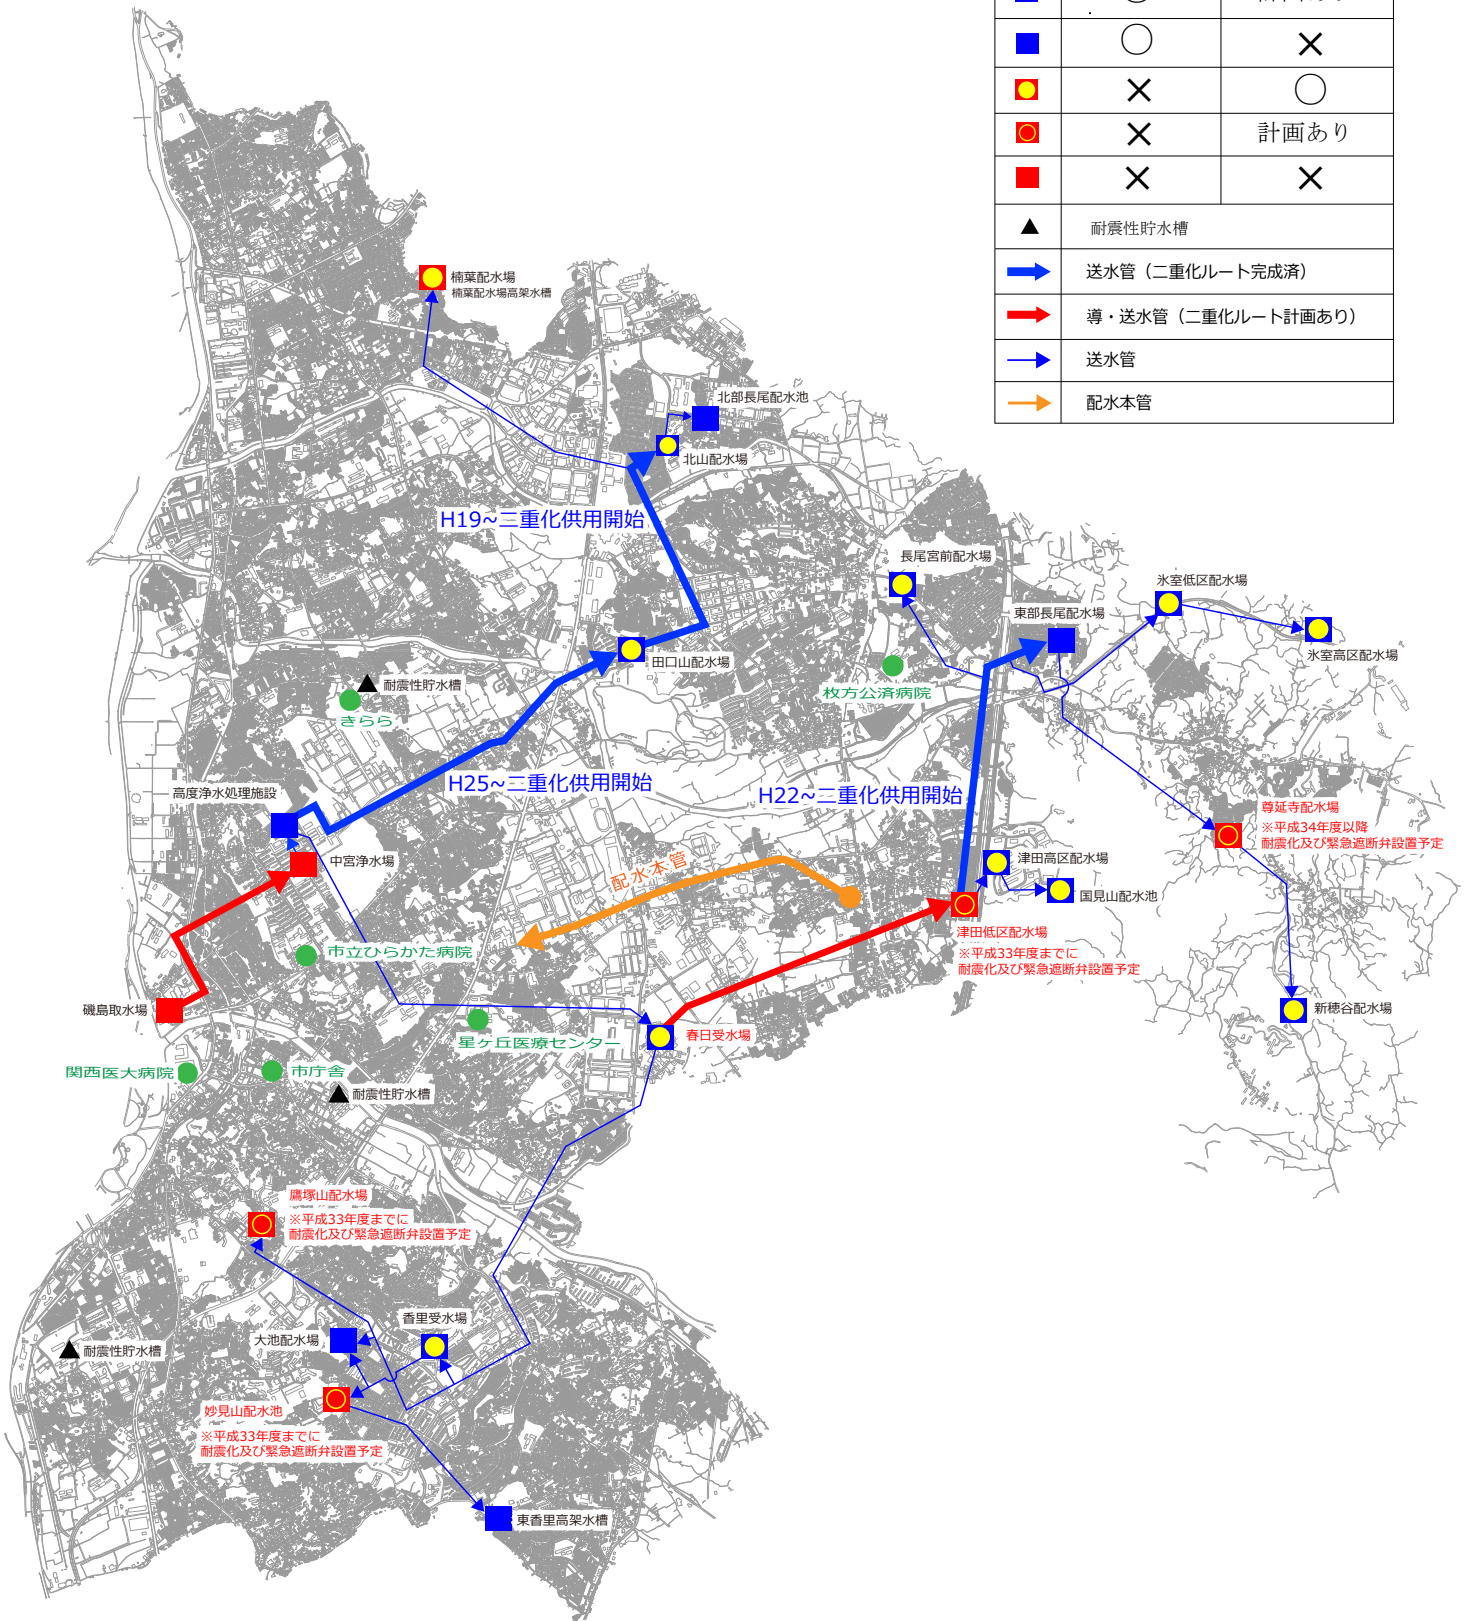 ○
×
×
○
×
計画あり
×
×
耐震性貯水槽
送水管（二重化ルート完成済）
導・送水管（二重化ルート計画あり）
送水管
配水本管
楠葉配水場
楠葉配水場高架水槽
北部長尾配水池
北山配水場
H19~二重化供用開始
長尾宮前配水場
氷室低区配水場
東部長尾配水場
氷室高区配水場
田口山配水場
枚方公済病院
耐震性貯水槽
きらら
高度浄水処理施設
H25~二重化供用開始
H22~二重化供用開始
尊延寺配水場
※平成34年度以降
耐震化及び緊急遮断弁設置予定
中宮浄水場
配水本管
津田高区配水場
国見山配水池
津田低区配水場
※平成33年度までに
耐震化及び緊急遮断弁設置予定
市立ひらかた病院
磯島取水場
新穂谷配水場
春日受水場
星ヶ丘医療センター
関西医大病院
市庁舎
耐震性貯水槽
鷹塚山配水場
※平成33年度までに
耐震化及び緊急遮断弁設置予定
香里受水場
大池配水場
耐震性貯水槽
妙見山配水池
※平成33年度までに
耐震化及び緊急遮断弁設置予定
東香里高架水槽